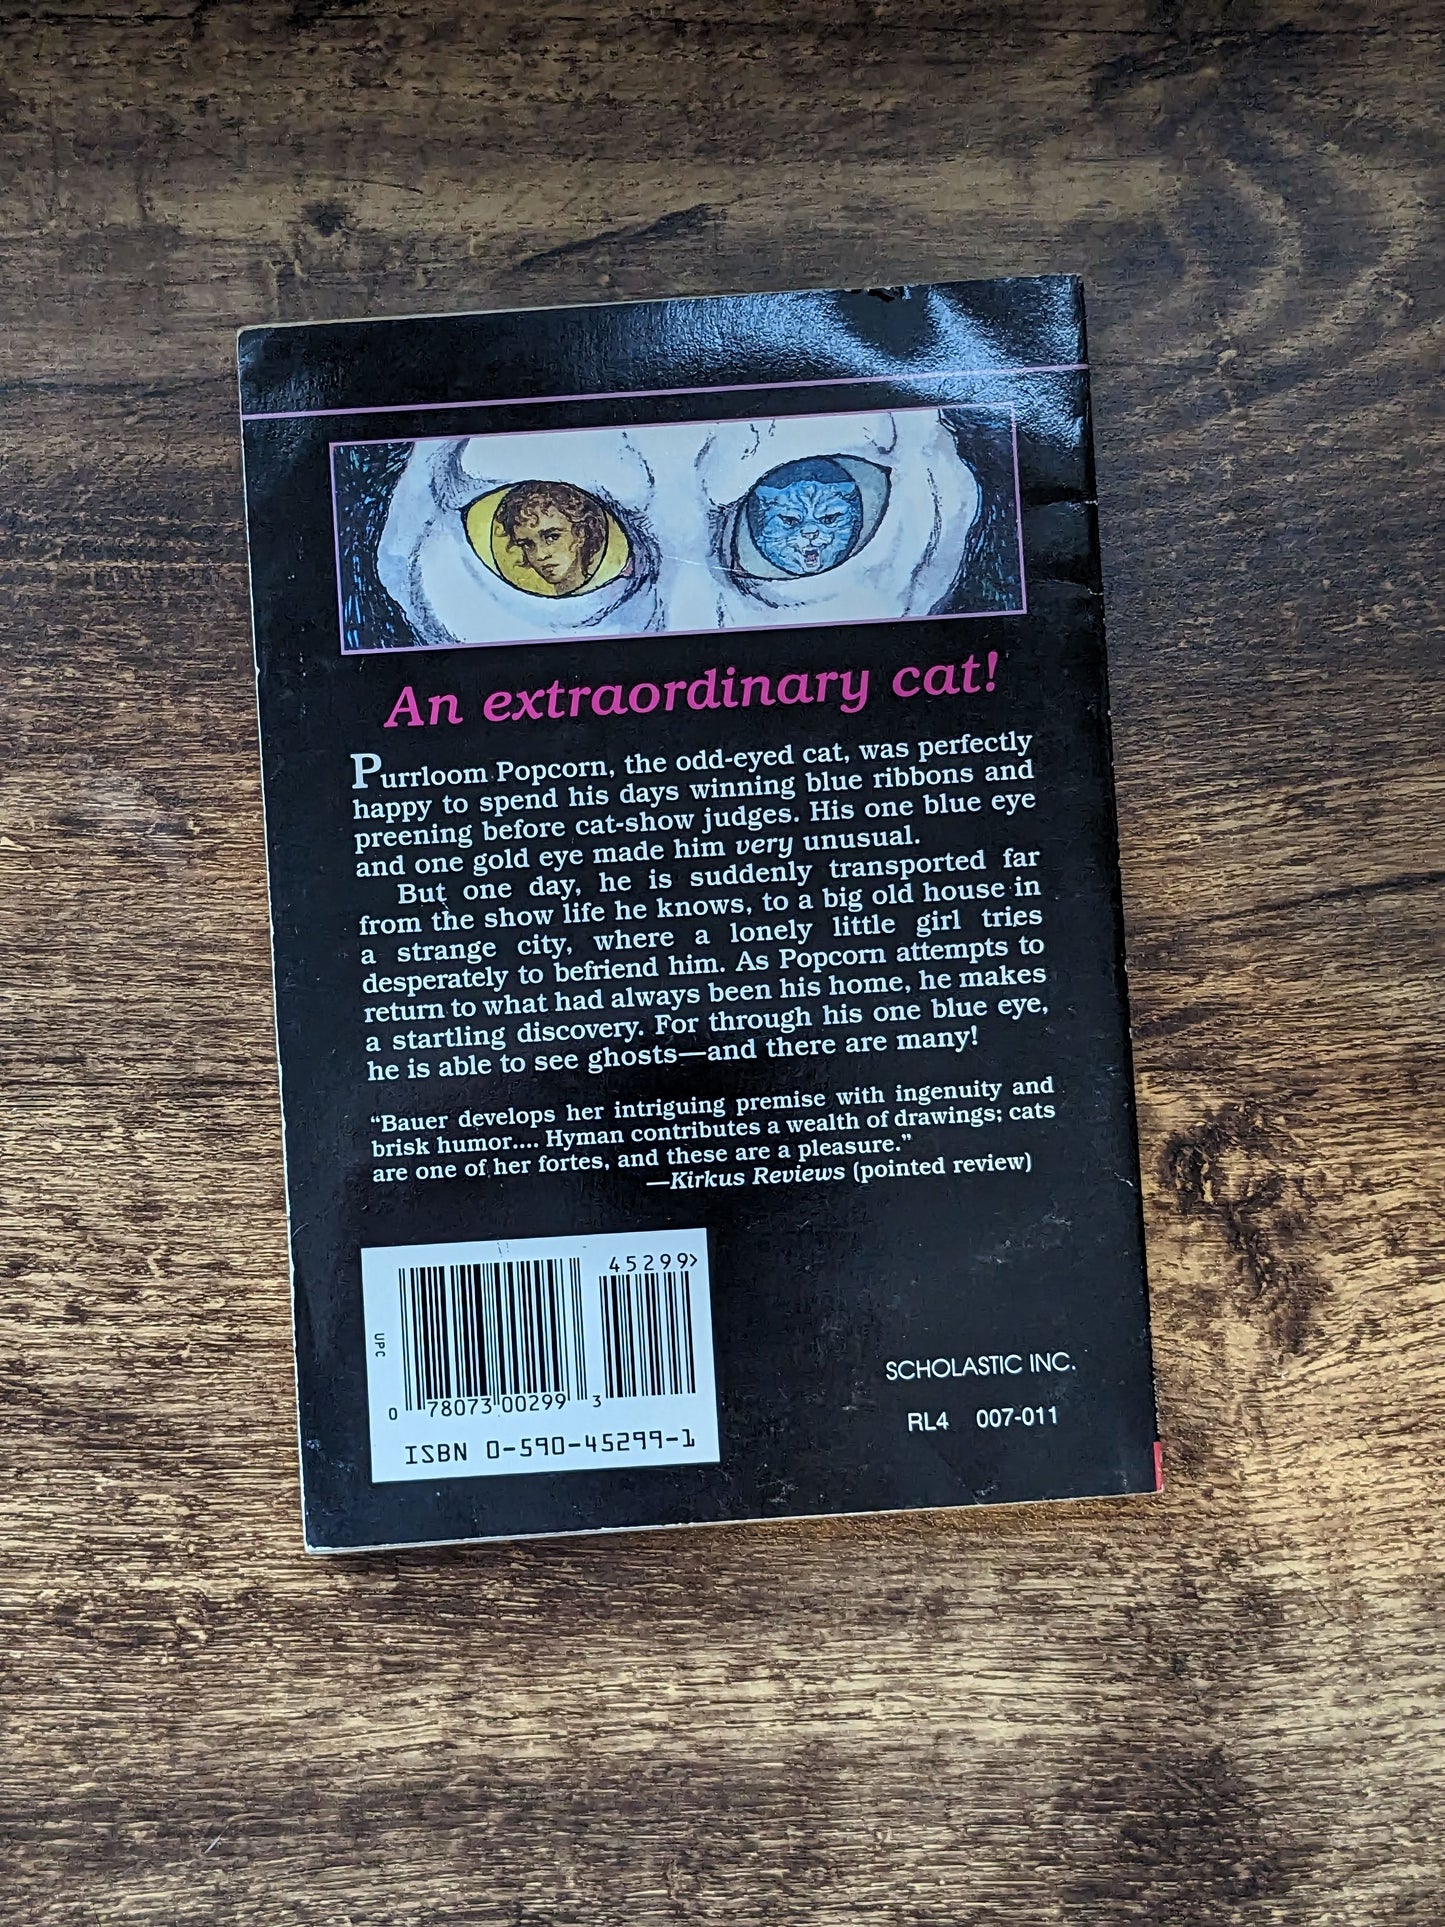 An extraordinary cat!
Purrloom Popcorn, the odd-eyed cat, was perfectly
happy to spend his days winning blue ribbons and
preening before cat-show judges. His one blue eye
and one gold eye made him very unusual.
But one day, he is suddenly transported far
from the show life he knows, to a big old house in
a strange city, where a lonely little girl tries
desperately to befriend him. As Popcorn attempts to
return to what had always been his home, he makes
a startling discovery. For through his one blue eye,
he is able to see ghosts—and there are many!
“Bauer develops her intriguing premise with ingenuity and
brisk humor.... Hyman contributes a wealth of drawings; cats
are one of her fortes, and these are a pleasure.”
—Kirkus Reviews (pointed review)
45299>
UPC
0 78073 00299 3
ISBN 0-590-45299-1
SCHOLASTIC INC.
RL4 007-011